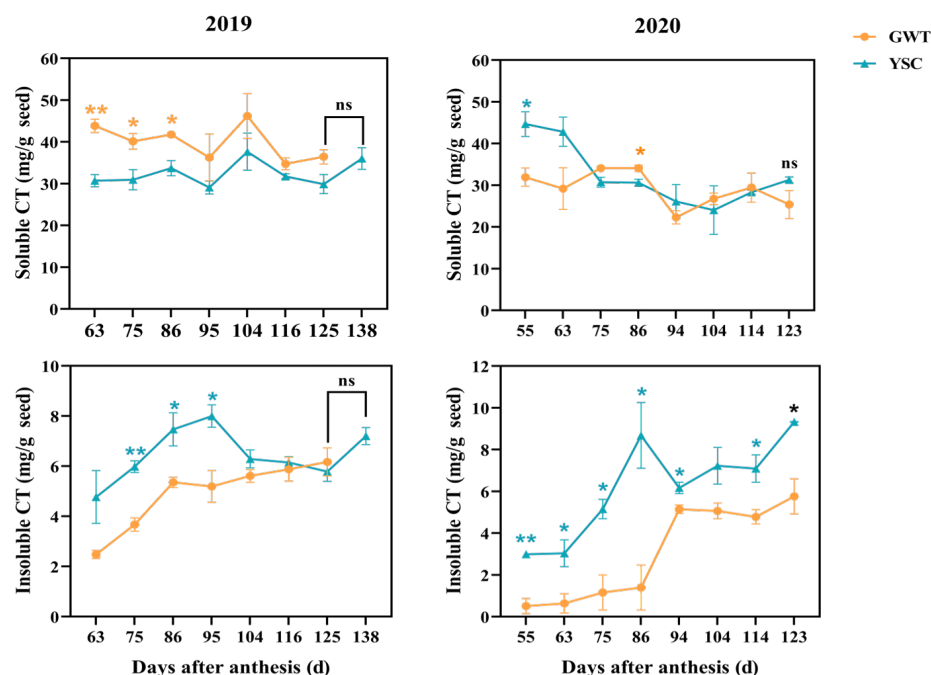 2019
2020
GWT
YSC
Soluble CT (mg/g seed)
60
50
40
30
20
10
0
**
*
*
ns
63 75 86 95 104 116 125 138
Soluble CT (mg/g seed)
60
50
40
30
20
10
0
*
*
ns
55 63 75 86 94 104 114 123
Insoluble CT (mg/g seed)
10
8
6
4
2
0
**
*
*
ns
63 75 86 95 104 116 125 138
Days after anthesis (d)
Insoluble CT (mg/g seed)
12
10
8
6
4
2
0
**
*
*
*
*
*
*
55 63 75 86 94 104 114 123
Days after anthesis (d)